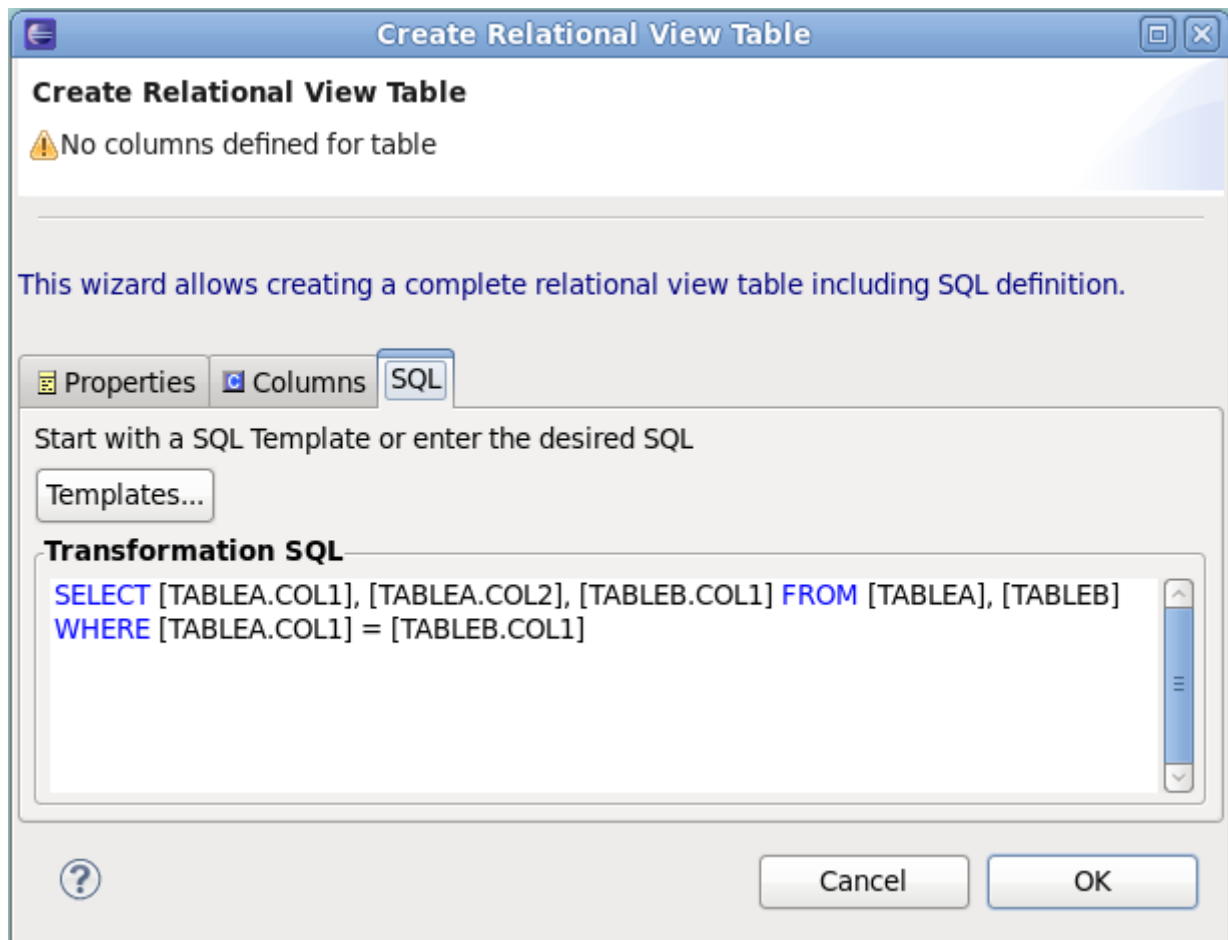 Create Relational View Table
Create Relational View Table
No columns defined for table
This wizard allows creating a complete relational view table including SQL definition.
Properties
Columns
SQL
Start with a SQL Template or enter the desired SQL
Templates...
Transformation SQL
SELECT [TABLEA.COL1], [TABLEA.COL2], [TABLEB.COL1] FROM [TABLEA], [TABLEB]
WHERE [TABLEA.COL1] = [TABLEB.COL1]
Cancel
OK